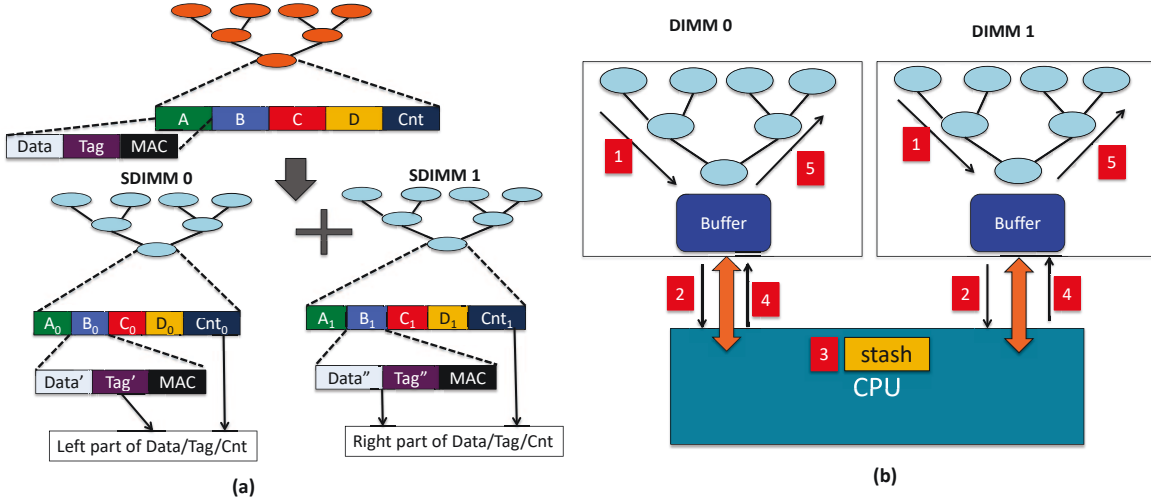 A B C D Cnt
Data Tag MAC
SDIMM 0
SDIMM 1
A0 B0 C0 D0 Cnt0
A1 B1 C1 D1 Cnt1
Data' Tag' MAC
Data" Tag" MAC
Left part of Data/Tag/Cnt
Right part of Data/Tag/Cnt
(a)
DIMM 0
DIMM 1
1
5
1
5
Buffer
Buffer
2
4
2
4
3
stash
CPU
(b)